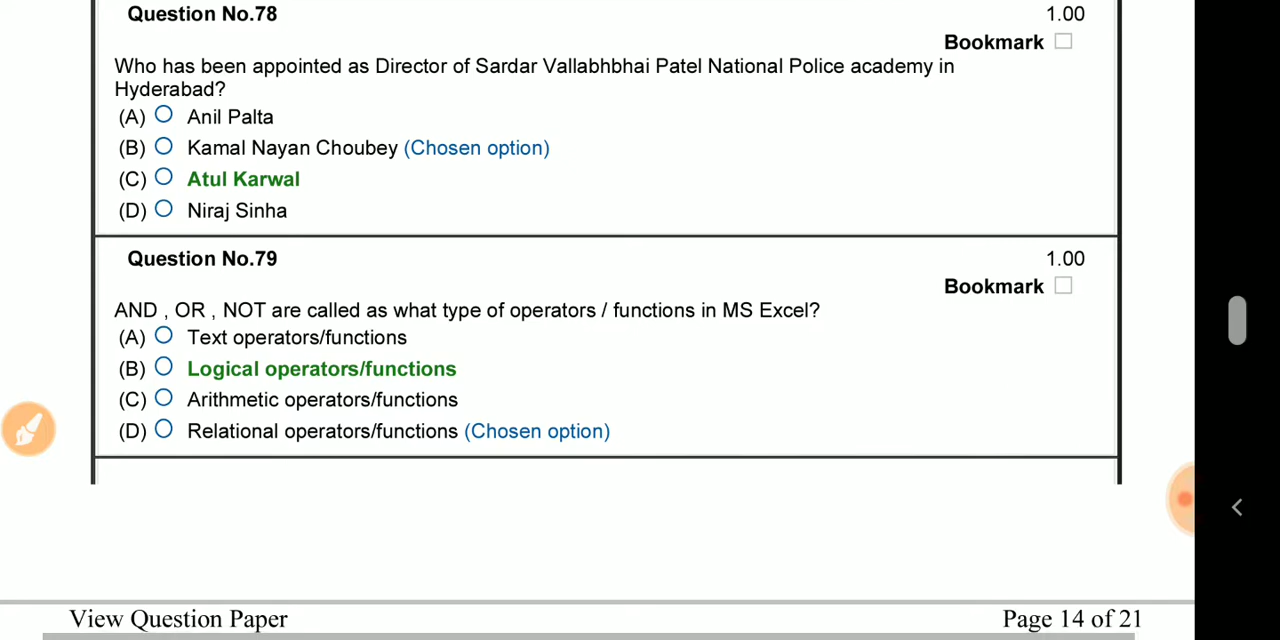 Question No.78 1.00
Bookmark
Who has been appointed as Director of Sardar Vallabhbhai Patel National Police academy in
Hyderabad?
(A) Anil Palta
(B) Kamal Nayan Choubey (Chosen option)
(C) Atul Karwal
(D) Niraj Sinha
Question No.79 1.00
Bookmark
AND , OR , NOT are called as what type of operators / functions in MS Excel?
(A) Text operators/functions
(B) Logical operators/functions
(C) Arithmetic operators/functions
(D) Relational operators/functions (Chosen option)
View Question Paper Page 14 of 21